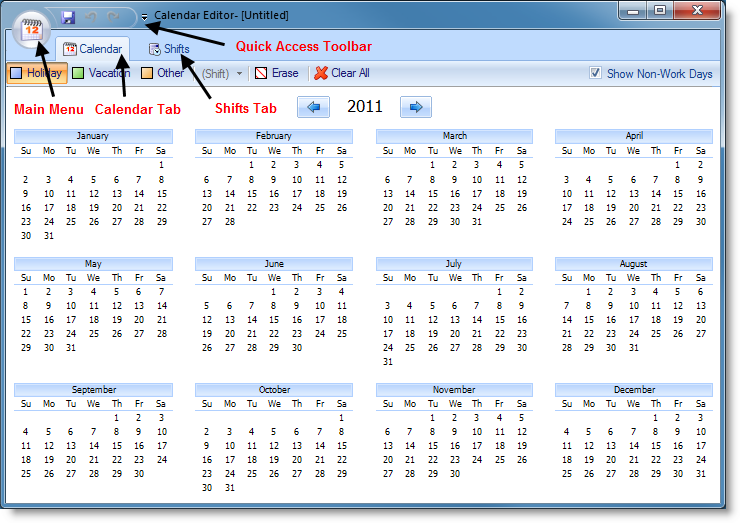 12 Calendar Editor- [Untitled]
12 Calendar Shifts Quick Access Toolbar
Holiday Vacation Other (Shift) Erase Clear All Show Non-Work Days
Main Menu Calendar Tab Shifts Tab 2011
January February March April
Su Mo Tu We Th Fr Sa Su Mo Tu We Th Fr Sa Su Mo Tu We Th Fr Sa Su Mo Tu We Th Fr Sa
1 1 2 3 4 5 1 2 3 4 5 1 2
2 3 4 5 6 7 8 6 7 8 9 10 11 12 6 7 8 9 10 11 12 3 4 5 6 7 8 9
9 10 11 12 13 14 15 13 14 15 16 17 18 19 13 14 15 16 17 18 19 10 11 12 13 14 15 16
16 17 18 19 20 21 22 20 21 22 23 24 25 26 20 21 22 23 24 25 26 17 18 19 20 21 22 23
23 24 25 26 27 28 29 27 28 27 28 29 30 31 24 25 26 27 28 29 30
30 31
May June July August
Su Mo Tu We Th Fr Sa Su Mo Tu We Th Fr Sa Su Mo Tu We Th Fr Sa Su Mo Tu We Th Fr Sa
1 2 3 4 5 6 7 1 2 3 4 1 2 1 2 3 4 5 6
8 9 10 11 12 13 14 5 6 7 8 9 10 11 3 4 5 6 7 8 9 7 8 9 10 11 12 13
15 16 17 18 19 20 21 12 13 14 15 16 17 18 10 11 12 13 14 15 16 14 15 16 17 18 19 20
22 23 24 25 26 27 28 19 20 21 22 23 24 25 17 18 19 20 21 22 23 21 22 23 24 25 26 27
29 30 31 26 27 28 29 30 24 25 26 27 28 29 30 28 29 30 31
31
September October November December
Su Mo Tu We Th Fr Sa Su Mo Tu We Th Fr Sa Su Mo Tu We Th Fr Sa Su Mo Tu We Th Fr Sa
1 2 3 1 1 2 3 4 5 1 2 3
4 5 6 7 8 9 10 2 3 4 5 6 7 8 6 7 8 9 10 11 12 4 5 6 7 8 9 10
11 12 13 14 15 16 17 9 10 11 12 13 14 15 13 14 15 16 17 18 19 11 12 13 14 15 16 17
18 19 20 21 22 23 24 16 17 18 19 20 21 22 20 21 22 23 24 25 26 18 19 20 21 22 23 24
25 26 27 28 29 30 23 24 25 26 27 28 29 27 28 29 30 25 26 27 28 29 30 31
30 31